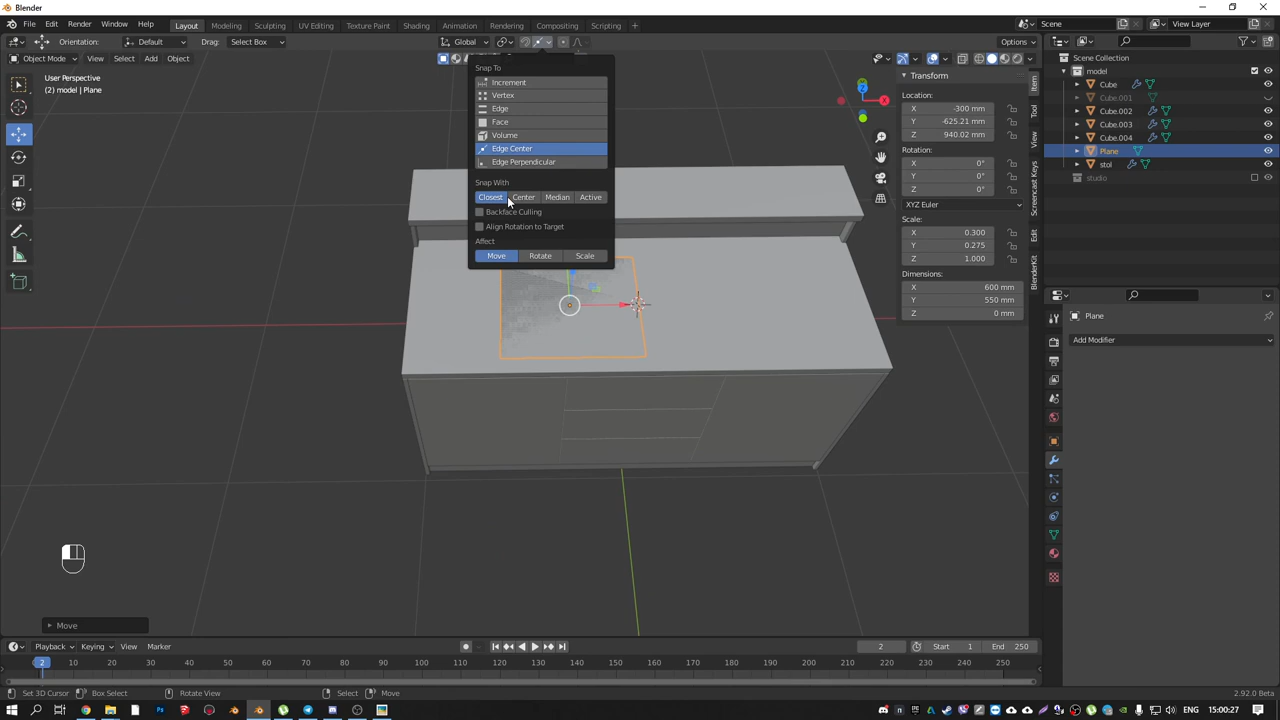 Blender
File Edit Render Window Help Layout Modeling Sculpting UV Editing Texture Paint Shading Animation Rendering Compositing Scripting + Scene View Layer
Orientation: Default Drag: Select Box Global Options
Object Mode View Select Add Object
User Perspective
(2) model | Plane
Snap To
Increment
Vertex
Edge
Face
Volume
Edge Center
Edge Perpendicular
Snap With
Closest Center Median Active
Backface Culling
Align Rotation to Target
Affect
Move Rotate Scale
X
Z
Transform
Location:
X -300 mm
Y -625.21 mm
Z 940.02 mm
Rotation:
X 0°
Y 0°
Z 0°
XYZ Euler
Scale:
X 0.300
Y 0.275
Z 1.000
Dimensions:
X 600 mm
Y 550 mm
Z 0 mm
Item
Tool
View
Screencast Keys
Edit
BlenderKit
Scene Collection
model
Cube
Cube.001
Cube.002
Cube.003
Cube.004
Plane
stol
studio
Plane
Add Modifier
Move
Playback Keying View Marker 2 Start 1 End 250
2 10 20 30 40 50 60 70 80 90 100 110 120 130 140 150 160 170 180 190 200 210 220 230 240 250
Set 3D Cursor Box Select Rotate View Select Move 2.92.0 Beta
15:00:27